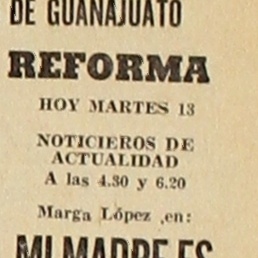 DE GUANAJUATO
REFORMA
HOY MARTES 13
NOTICIEROS DE
ACTUALIDAD
A las 4.30 y 6.20
Marga López en:
MI MADRE ES